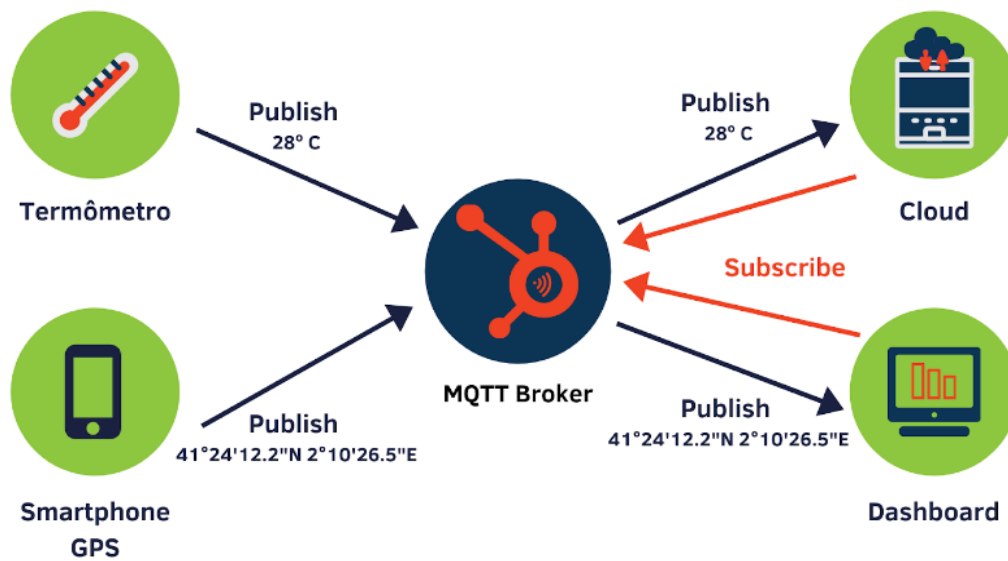 Publish
28° C
Termômetro
Publish
28° C
Cloud
Subscribe
MQTT Broker
Publish
41°24'12.2"N 2°10'26.5"E
Smartphone
GPS
Publish
41°24'12.2"N 2°10'26.5"E
Dashboard